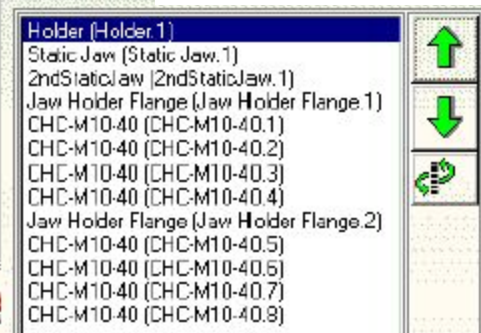 Holder (Holder.1)
Static Jaw (Static Jaw.1)
2ndStaticJaw (2ndStaticJaw.1)
Jaw Holder Flange (Jaw Holder Flange.1)
CHC-M10-40 (CHC-M10-40.1)
CHC-M10-40 (CHC-M10-40.2)
CHC-M10-40 (CHC-M10-40.3)
CHC-M10-40 (CHC-M10-40.4)
Jaw Holder Flange (Jaw Holder Flange.2)
CHC-M10-40 (CHC-M10-40.5)
CHC-M10-40 (CHC-M10-40.6)
CHC-M10-40 (CHC-M10-40.7)
CHC-M10-40 (CHC-M10-40.8)